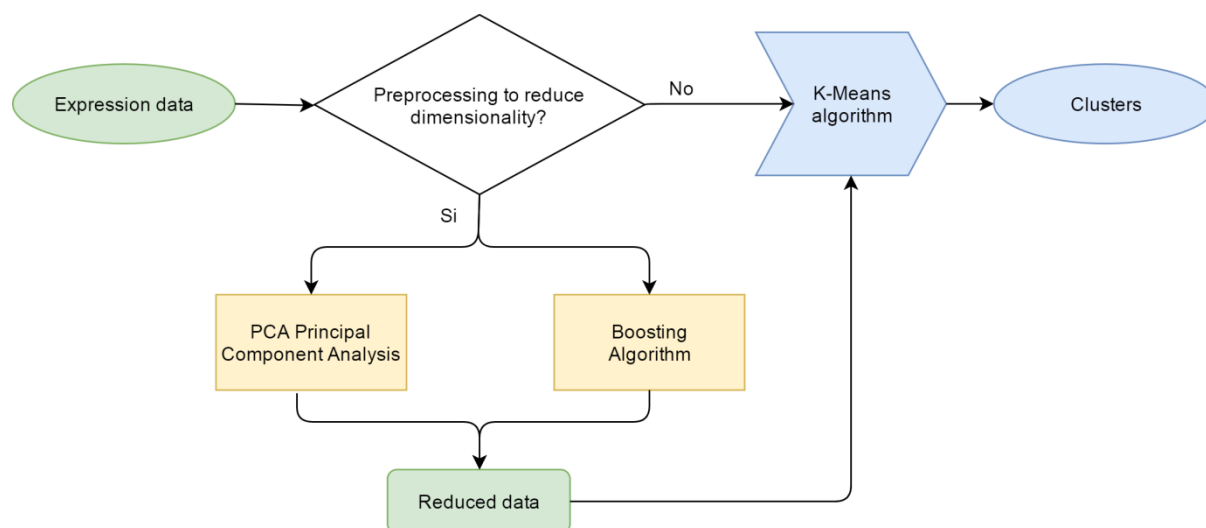 Expression data
Preprocessing to reduce
dimensionality?
No
K-Means
algorithm
Clusters
Si
PCA Principal
Component Analysis
Boosting
Algorithm
Reduced data